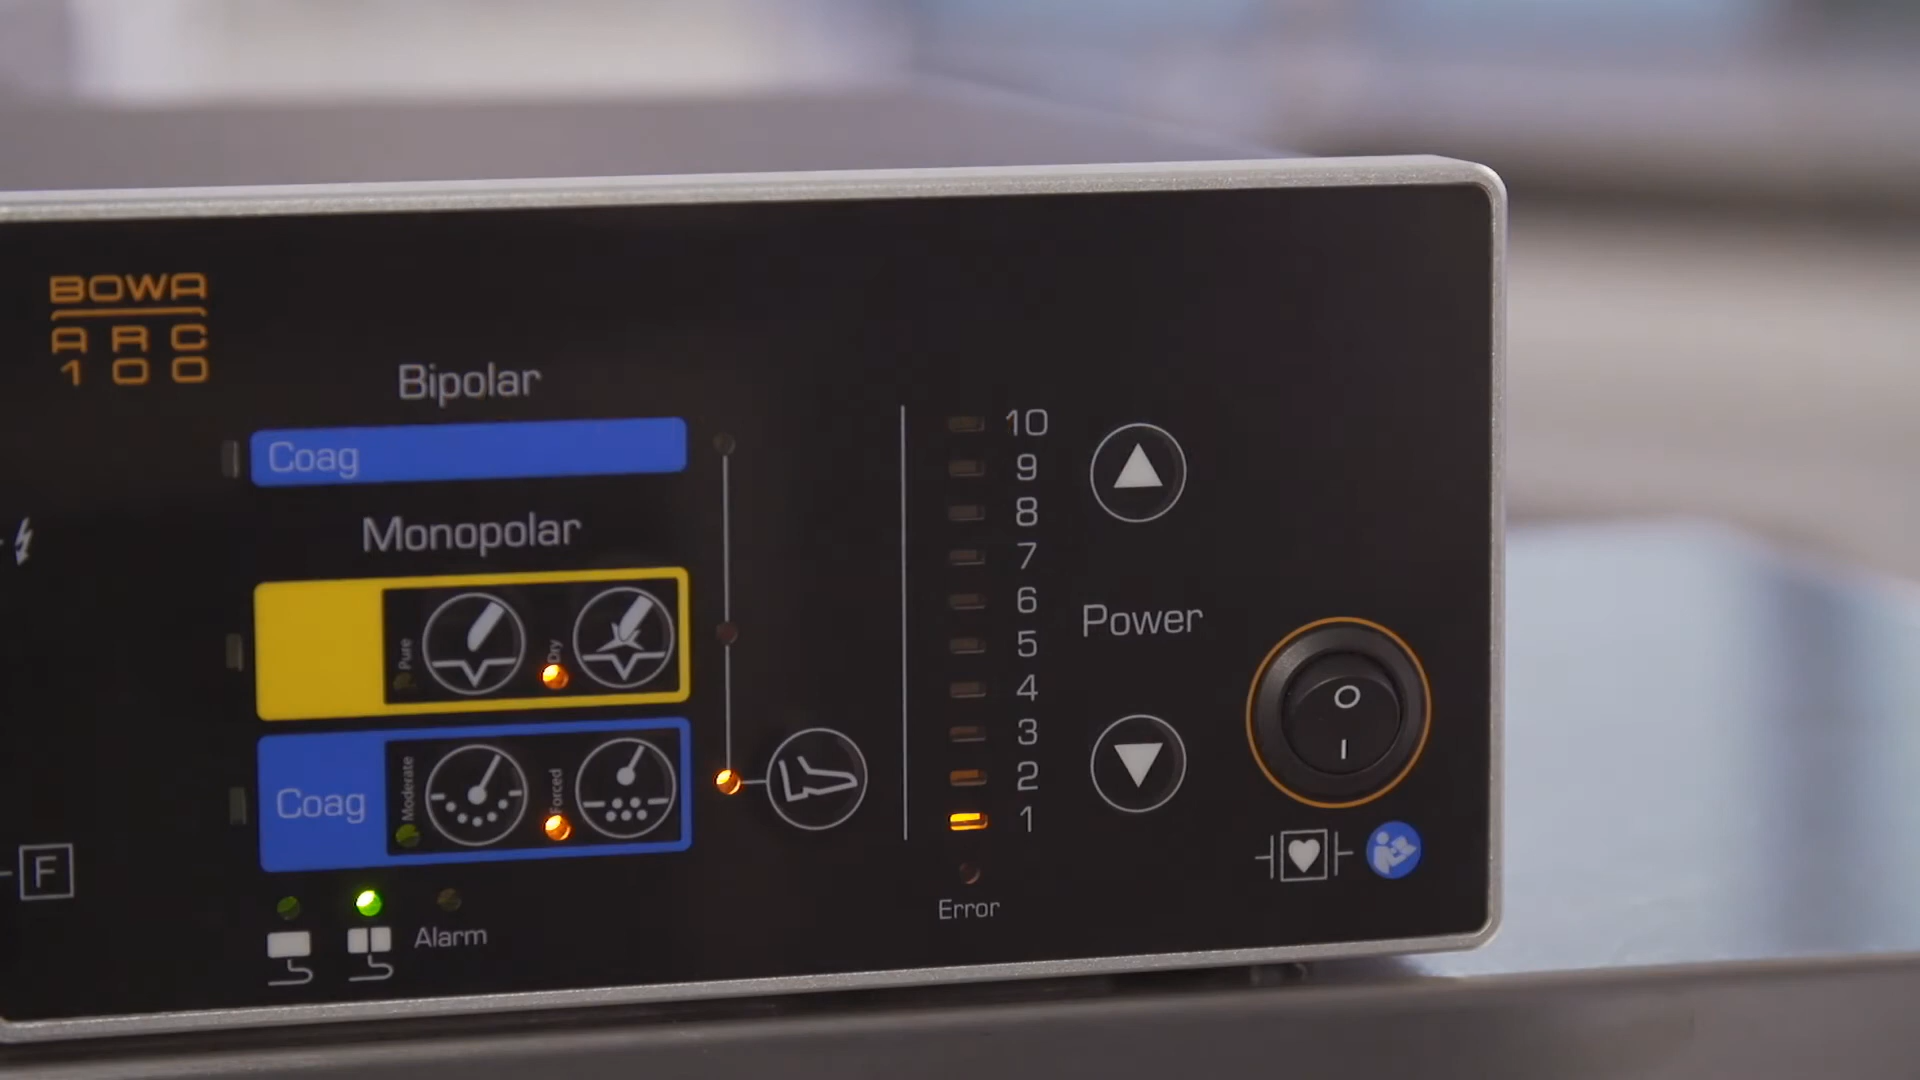 BOWA
ARC
100
Bipolar
Coag
Monopolar
Pure
Dry
Coag
Moderate
Forced
F
Alarm
10
9
8
7
6
5
4
3
2
1
Error
Power
O
I